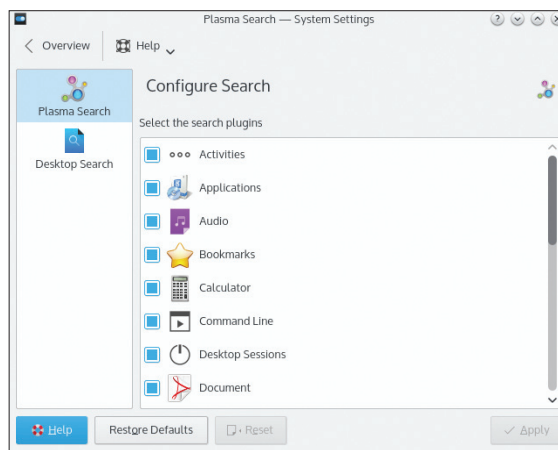 Plasma Search — System Settings
Overview
Help
Plasma Search
Desktop Search
Configure Search
Select the search plugins
Activities
Applications
Audio
Bookmarks
Calculator
Command Line
Desktop Sessions
Document
Help
Restore Defaults
Reset
Apply